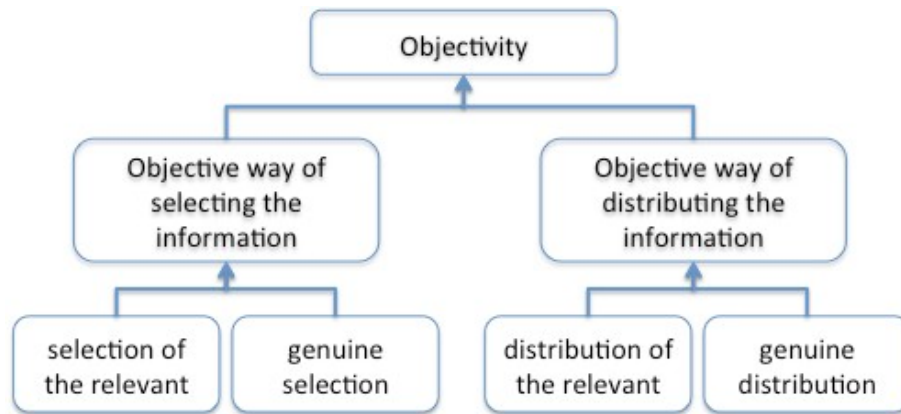 Objectivity
Objective way of
selecting the
information
Objective way of
distributing the
information
selection of
the relevant
genuine
selection
distribution of
the relevant
genuine
distribution